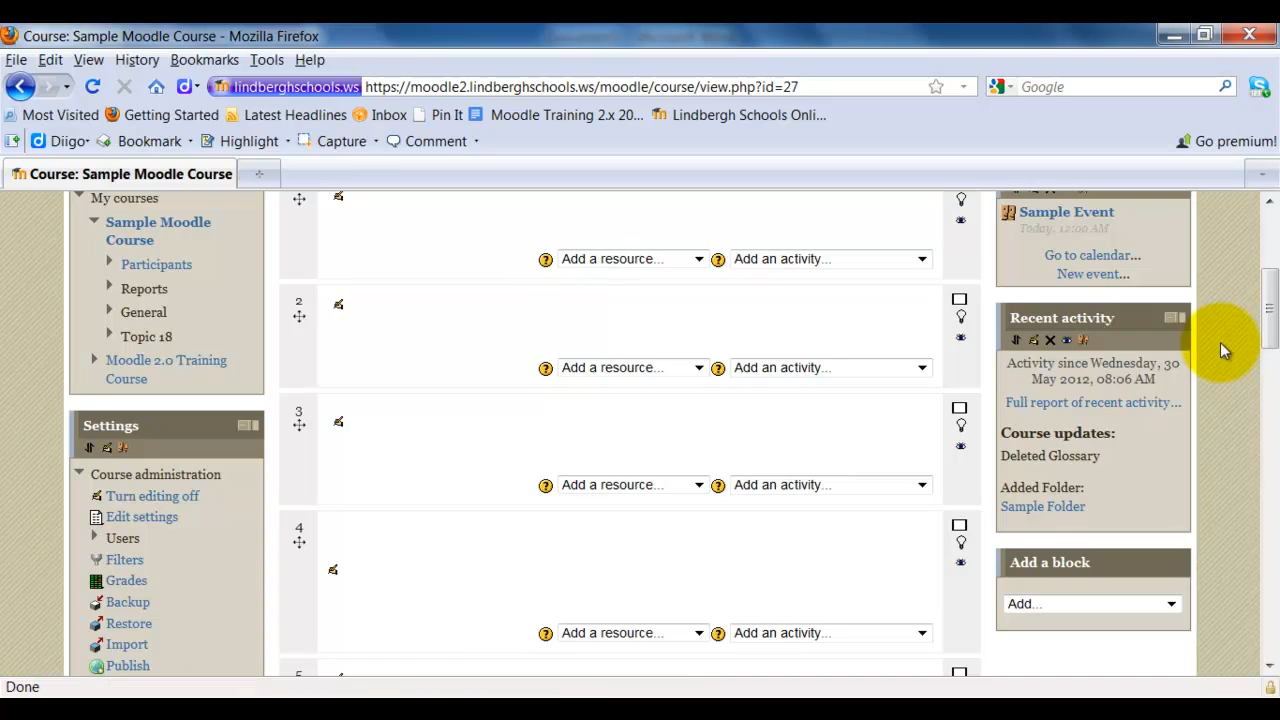 Course: Sample Moodle Course - Mozilla Firefox
File Edit View History Bookmarks Tools Help
lindberghschools.ws https://moodle2.lindberghschools.ws/moodle/course/view.php?id=27 Google
Most Visited Getting Started Latest Headlines Inbox Pin It Moodle Training 2.x 20... Lindbergh Schools Onli...
Diigo Bookmark Highlight Capture Comment Go premium!
Course: Sample Moodle Course
My courses
Sample Moodle
Course
Participants
Reports
General
Topic 18
Moodle 2.0 Training
Course
Settings
Course administration
Turn editing off
Edit settings
Users
Filters
Grades
Backup
Restore
Import
Publish
Add a resource... Add an activity...
2
Add a resource... Add an activity...
3
Add a resource... Add an activity...
4
Add a resource... Add an activity...
5
Sample Event
Today, 12:00 AM
Go to calendar...
New event...
Recent activity
Activity since Wednesday, 30
May 2012, 08:06 AM
Full report of recent activity...
Course updates:
Deleted Glossary
Added Folder:
Sample Folder
Add a block
Add...
Done